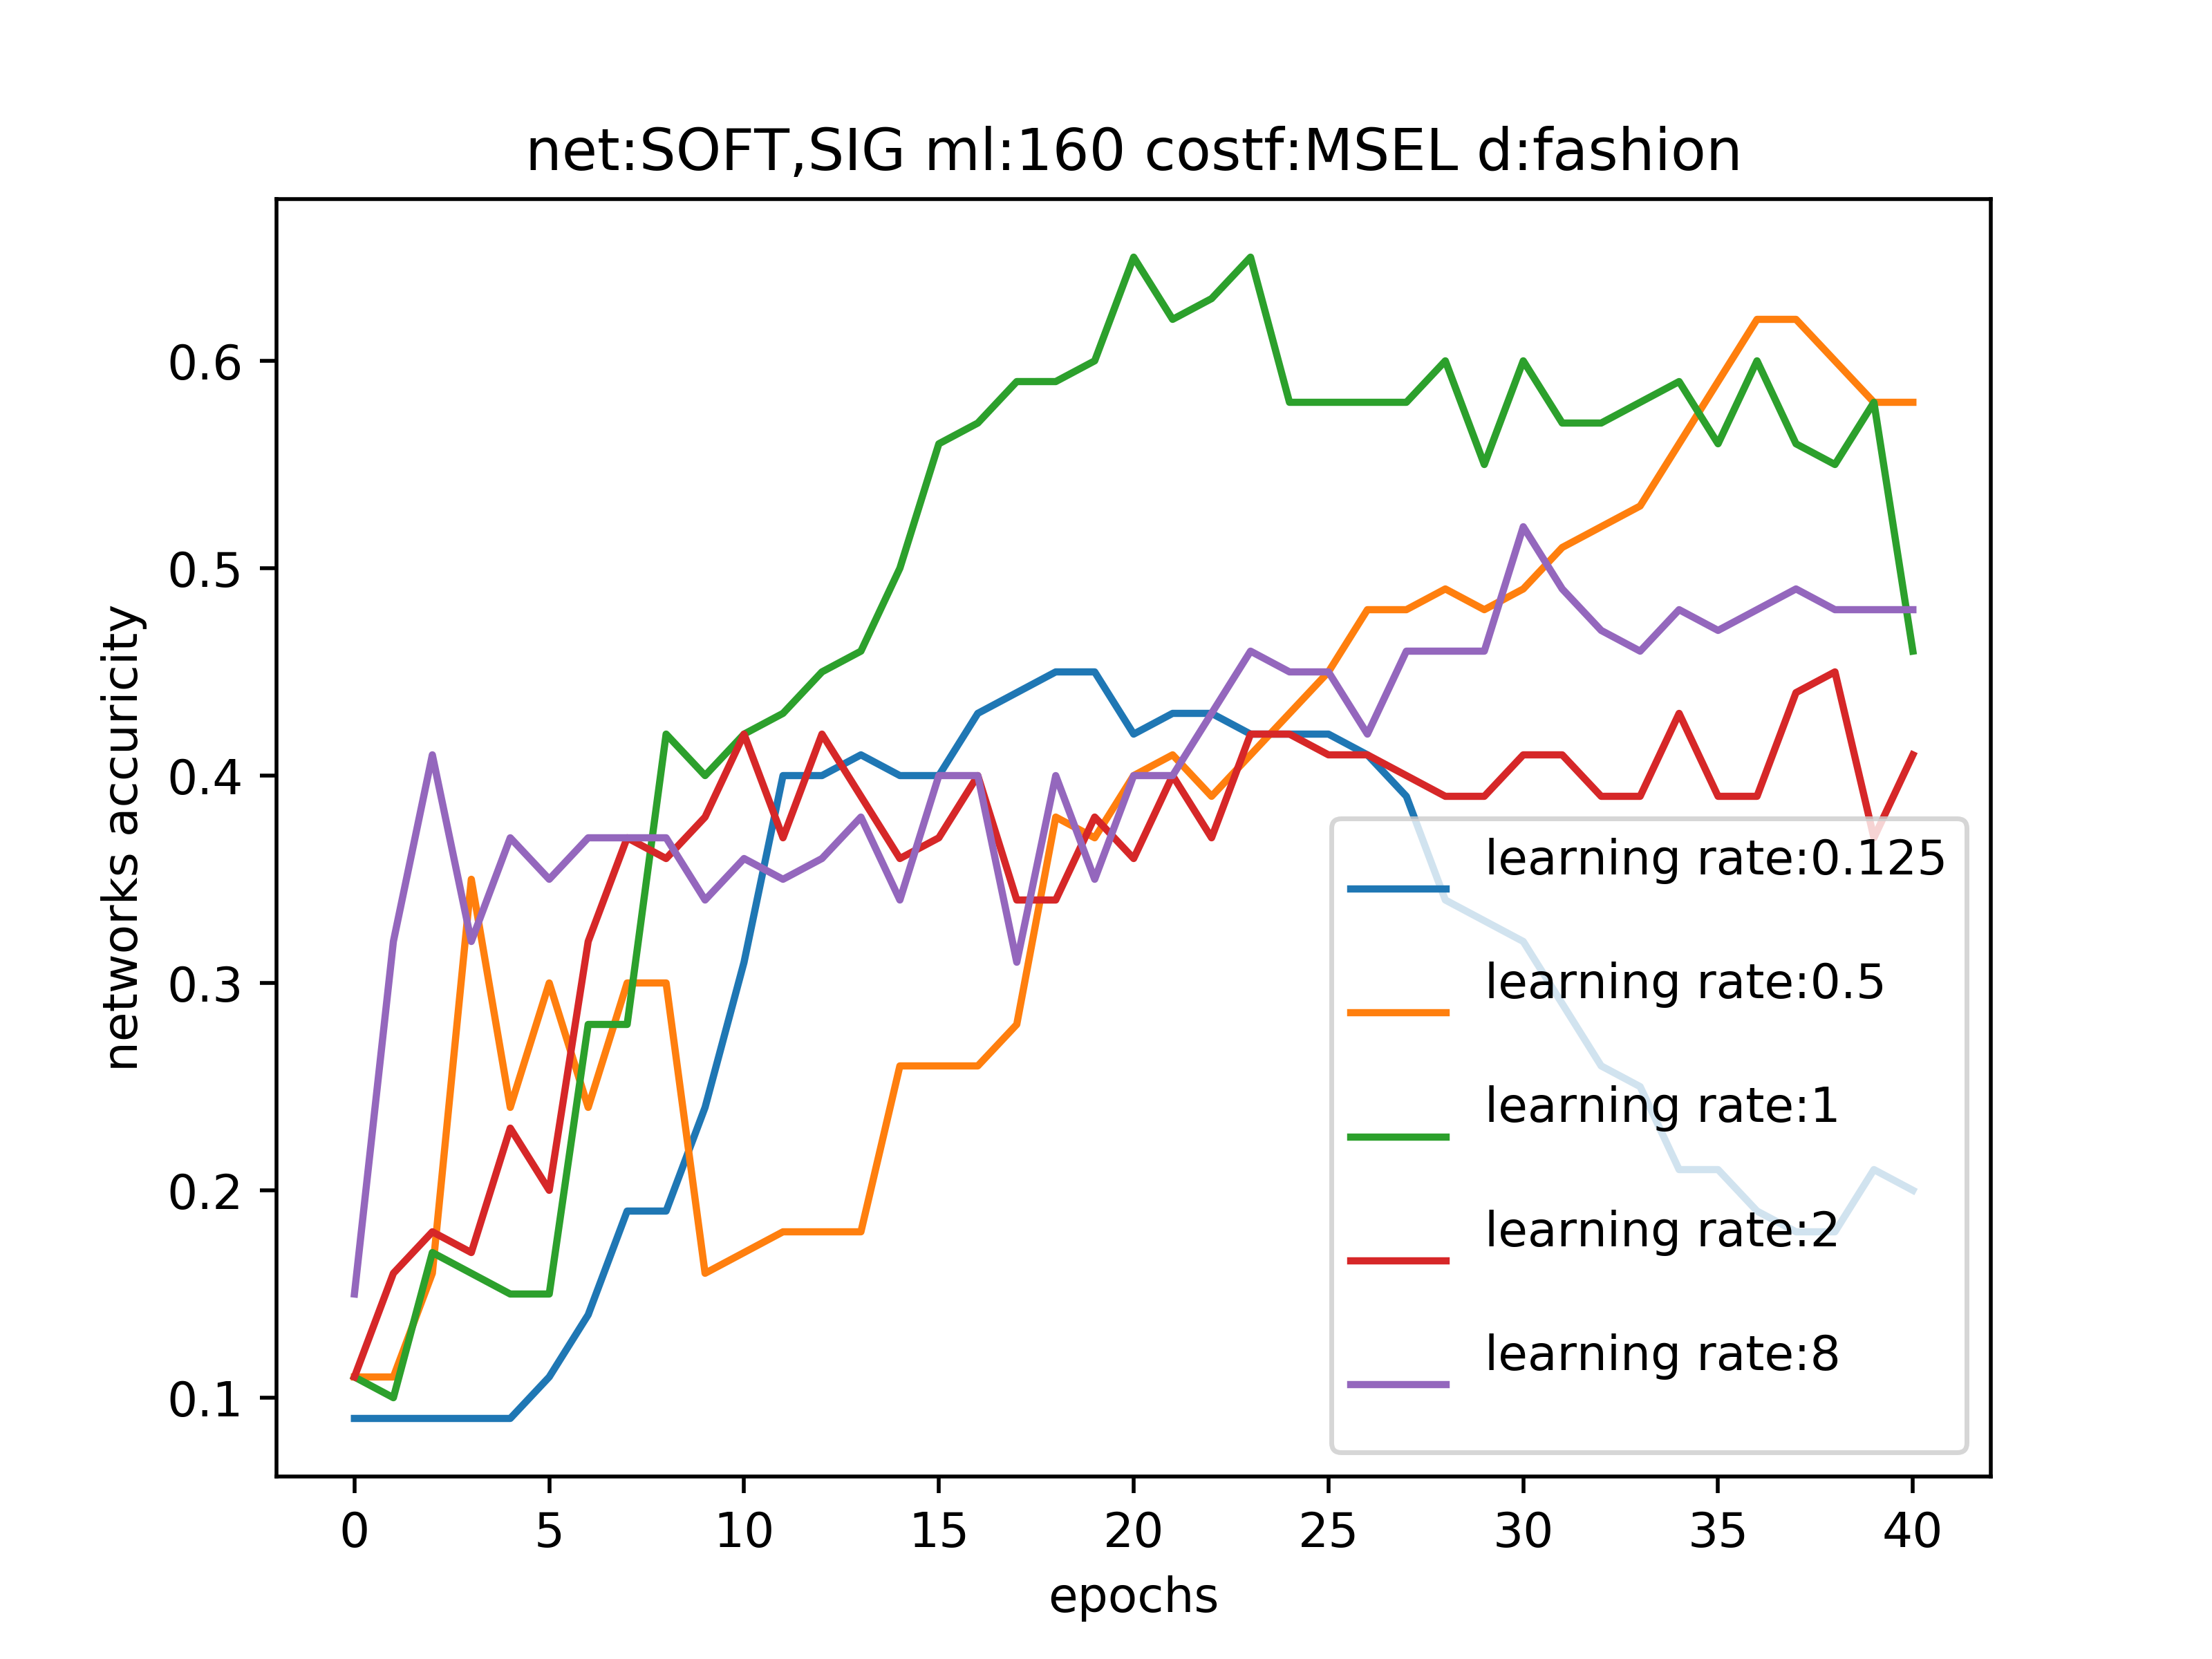 net:SOFT,SIG ml:160 costf:MSEL d:fashion
networks accuricity
0.6
0.5
0.4
0.3
0.2
0.1
learning rate:0.125
learning rate:0.5
learning rate:1
learning rate:2
learning rate:8
0 5 10 15 20 25 30 35 40
epochs